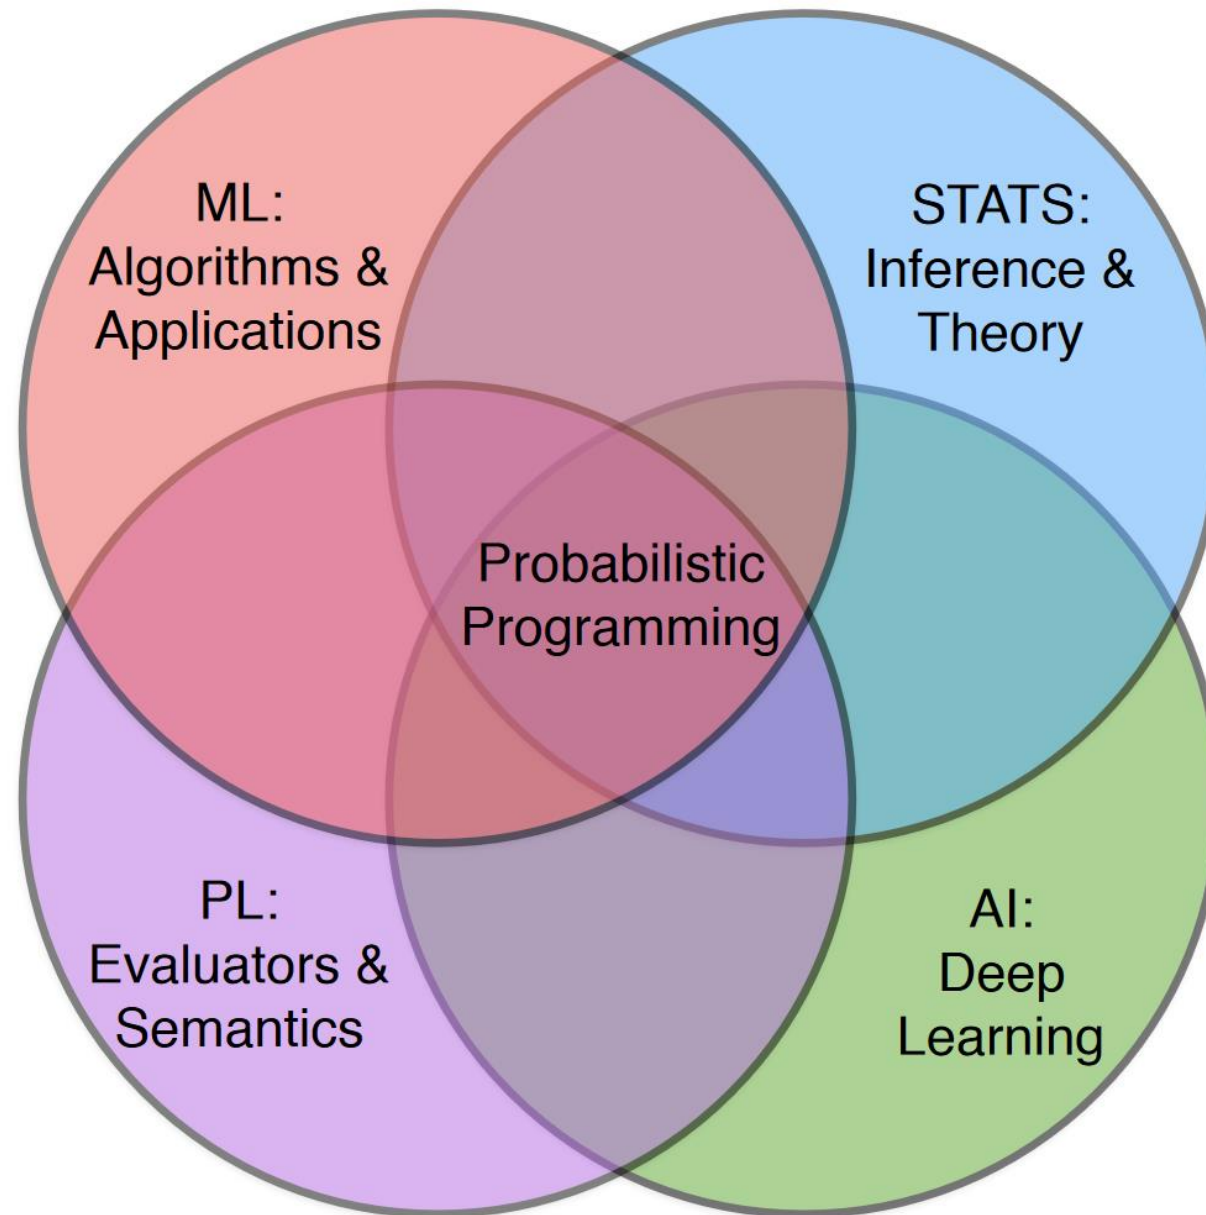 ML:
Algorithms &
Applications
STATS:
Inference &
Theory
Probabilistic
Programming
PL:
Evaluators &
Semantics
AI:
Deep
Learning